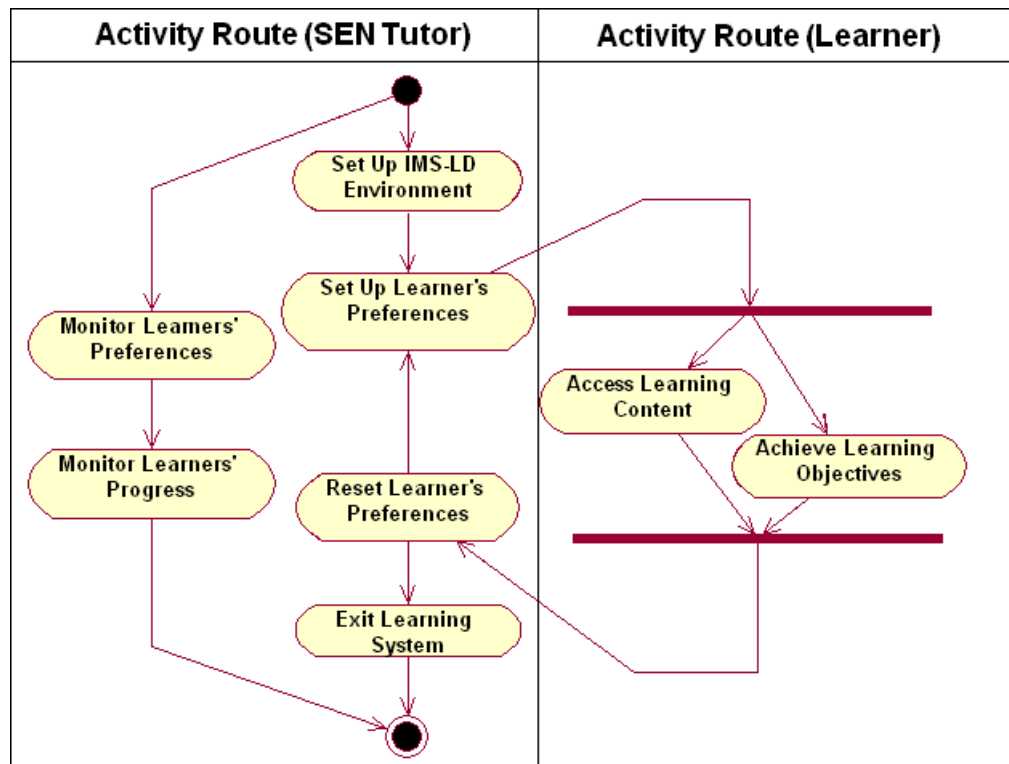 Activity Route (SEN Tutor)
Activity Route (Learner)
Set Up IMS-LD
Environment
Set Up Learner's
Preferences
Monitor Learners'
Preferences
Access Learning
Content
Achieve Learning
Objectives
Monitor Learners'
Progress
Reset Learner's
Preferences
Exit Learning
System